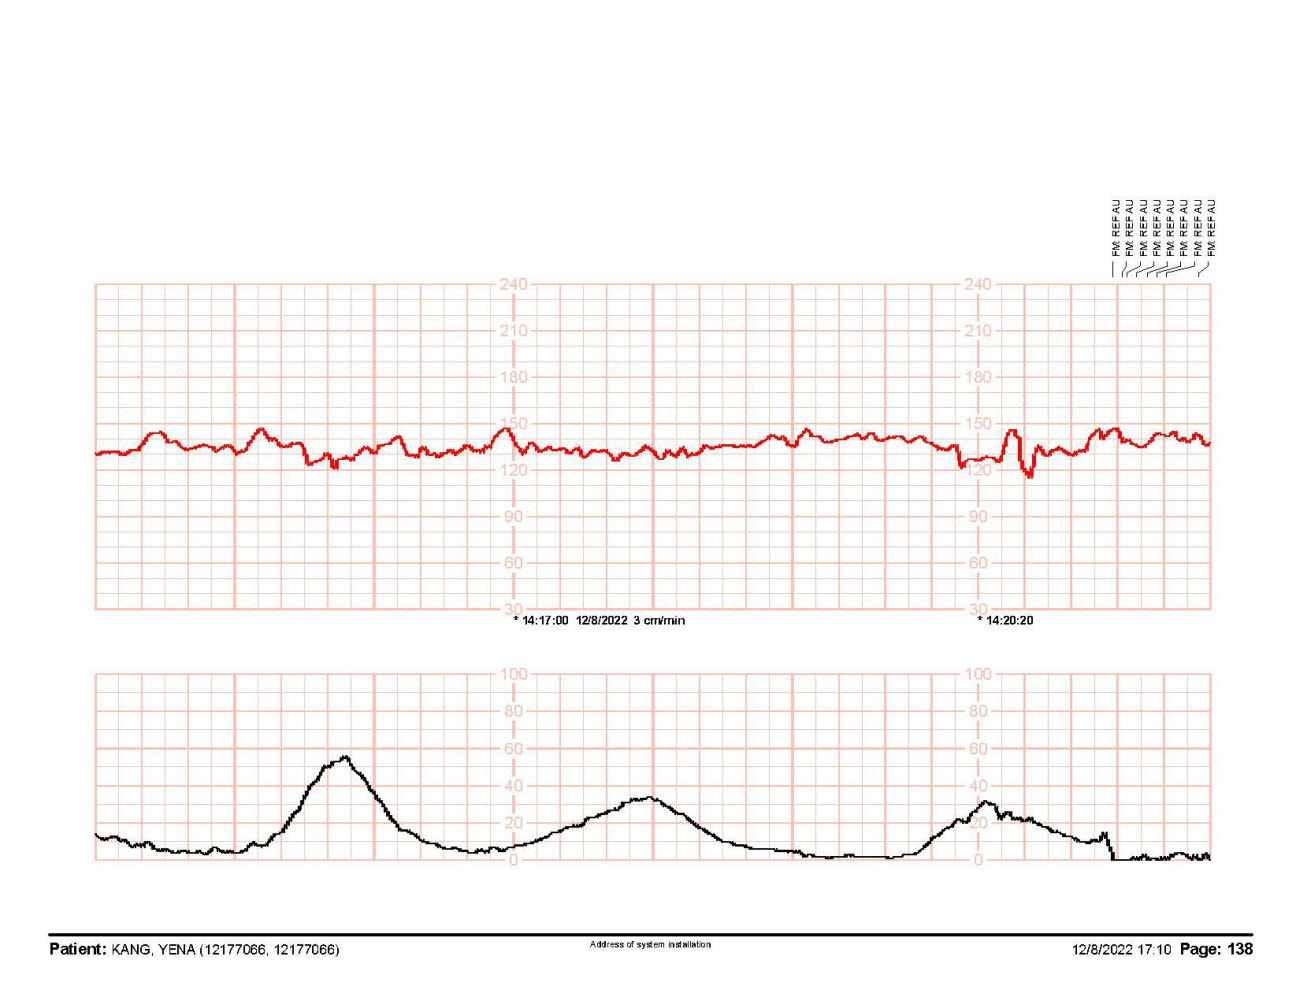 FM: REF AU
FM: REF AU
FM: REF AU
FM: REF AU
FM: REF AU
FM: REF AU
FM: REF AU
FM: REF AU
240 240
210 210
180 180
150 150
120 120
90 90
60 60
30 30
* 14:17:00 12/8/2022 3 cm/min * 14:20:20
100 100
80 80
60 60
40 40
20 20
0 0
Patient: KANG, YENA (12177066, 12177066) Address of system installation 12/8/2022 17:10 Page: 138